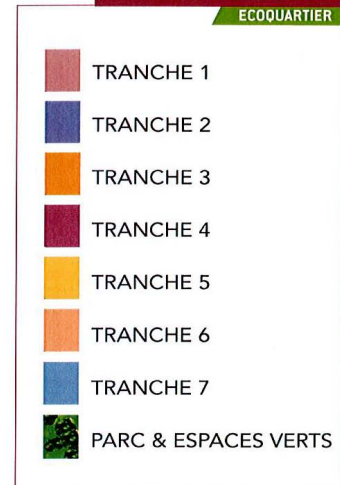 ECOQUARTIER
TRANCHE 1
TRANCHE 2
TRANCHE 3
TRANCHE 4
TRANCHE 5
TRANCHE 6
TRANCHE 7
PARC & ESPACES VERTS